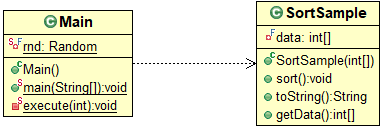 Main
rnd: Random
Main()
main(String[]):void
execute(int):void
SortSample
data: int[]
SortSample(int[])
sort():void
toString():String
getData():int[]